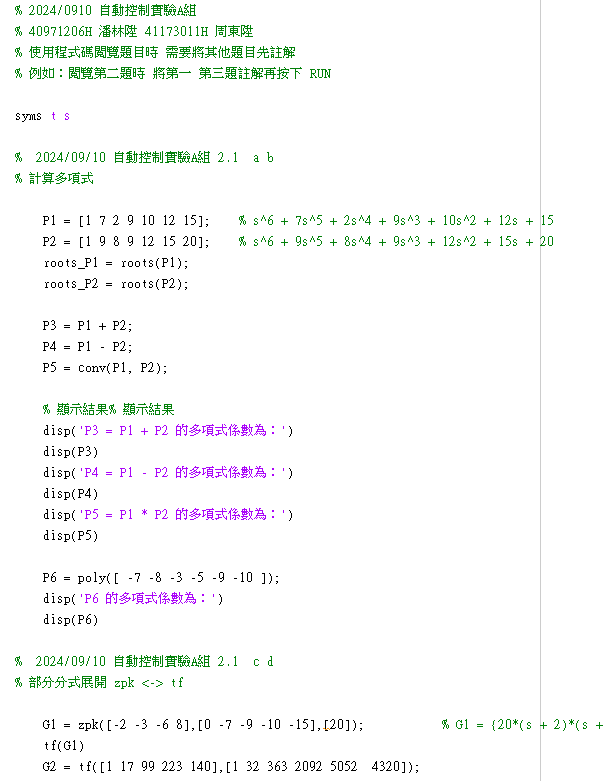 % 2024/0910 自動控制實驗A組
% 40971206H 潘林陞 41173011H 周東陞
% 使用程式碼閱覽題目時 需要將其他題目先註解
% 例如：閱覽第二題時 將第一 第三題註解再按下 RUN
syms t s
% 2024/09/10 自動控制實驗A組 2.1 a b
% 計算多項式
P1 = [1 7 2 9 10 12 15]; % s^6 + 7s^5 + 2s^4 + 9s^3 + 10s^2 + 12s + 15
P2 = [1 9 8 9 12 15 20]; % s^6 + 9s^5 + 8s^4 + 9s^3 + 12s^2 + 15s + 20
roots_P1 = roots(P1);
roots_P2 = roots(P2);
P3 = P1 + P2;
P4 = P1 - P2;
P5 = conv(P1, P2);
% 顯示結果% 顯示結果
disp('P3 = P1 + P2 的多項式係數為：')
disp(P3)
disp('P4 = P1 - P2 的多項式係數為：')
disp(P4)
disp('P5 = P1 * P2 的多項式係數為：')
disp(P5)
P6 = poly([ -7 -8 -3 -5 -9 -10 ]);
disp('P6 的多項式係數為：')
disp(P6)
% 2024/09/10 自動控制實驗A組 2.1 c d
% 部分分式展開 zpk <-> tf
G1 = zpk([-2 -3 -6 8],[0 -7 -9 -10 -15],[20]); % G1 = {20*(s + 2)*(s +
tf(G1)
G2 = tf([1 17 99 223 140],[1 32 363 2092 5052 4320]);